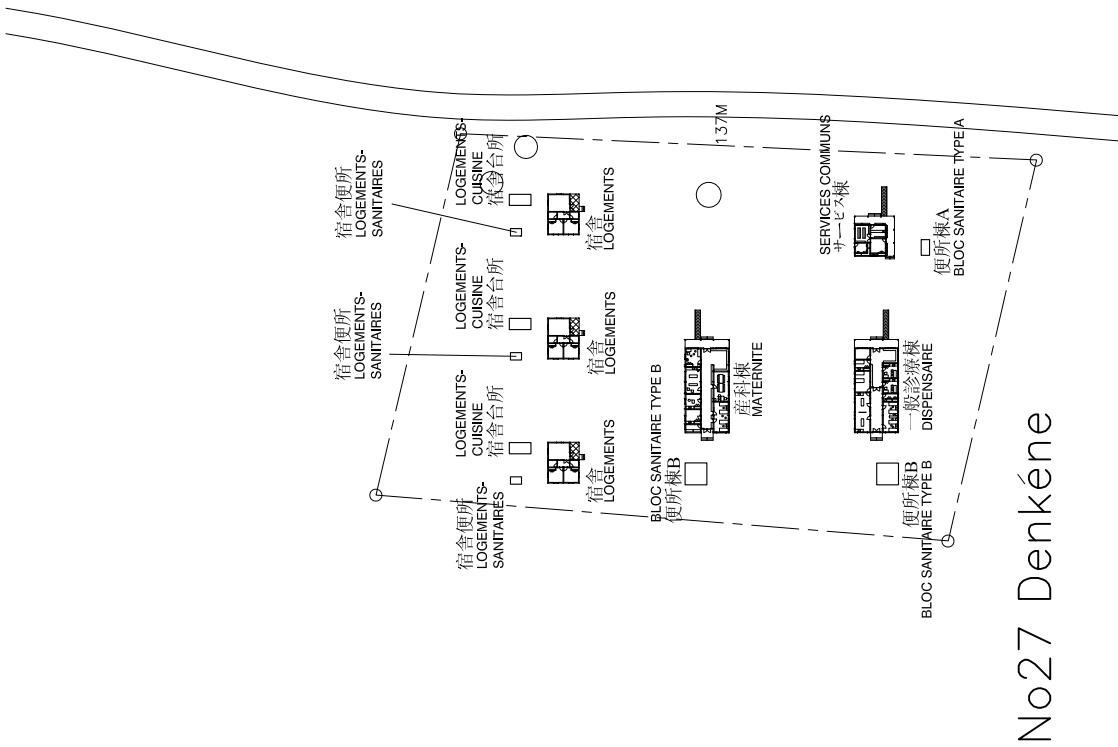 宿舎便所
LOGEMENTS-
SANITAIRES
宿舎便所
LOGEMENTS-
SANITAIRES
宿舎便所
LOGEMENTS-
SANITAIRES
LOGEMENTS-
CUISINE
宿舎台所
LOGEMENTS-
CUISINE
宿舎台所
LOGEMENTS-
CUISINE
宿舎台所
宿舎
LOGEMENTS
宿舎
LOGEMENTS
宿舎
LOGEMENTS
137M
BLOC SANITAIRE TYPE B
便所棟B
産科棟
MATERNITE
SERVICES COMMUNS
サービス棟
便所棟A
BLOC SANITAIRE TYPE A
一般診療棟
DISPENSAIRE
便所棟B
BLOC SANITAIRE TYPE B
No27 Denkéne